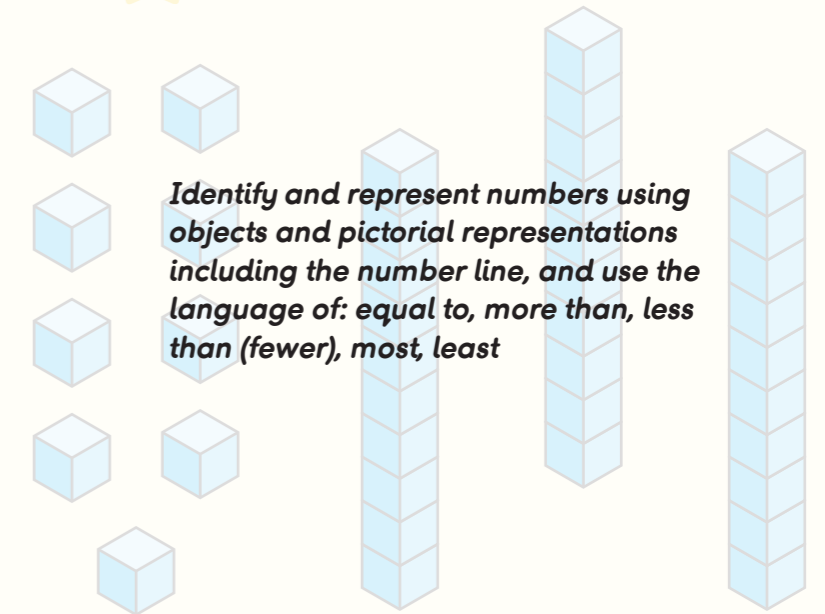 Identify and represent numbers using
objects and pictorial representations
including the number line, and use the
language of: equal to, more than, less
than (fewer), most, least